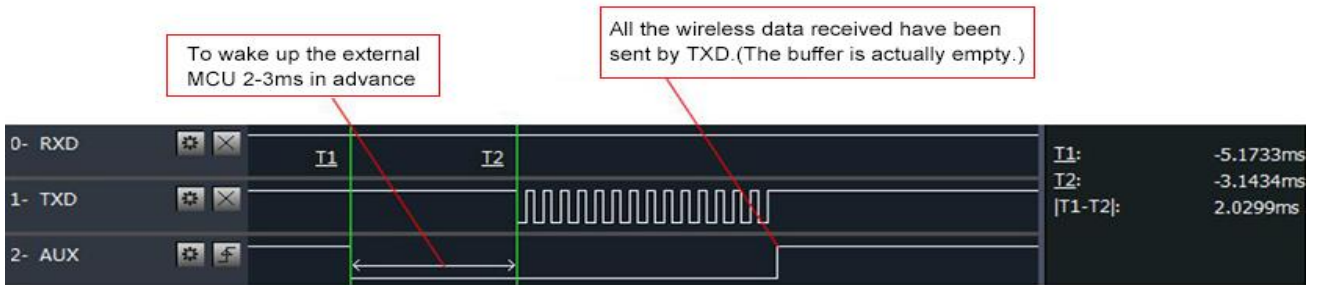 To wake up the external
MCU 2-3ms in advance
All the wireless data received have been
sent by TXD.(The buffer is actually empty.)
0- RXD
T1
T2
1- TXD
2- AUX
T1: -5.1733ms
T2: -3.1434ms
|T1-T2|: 2.0299ms